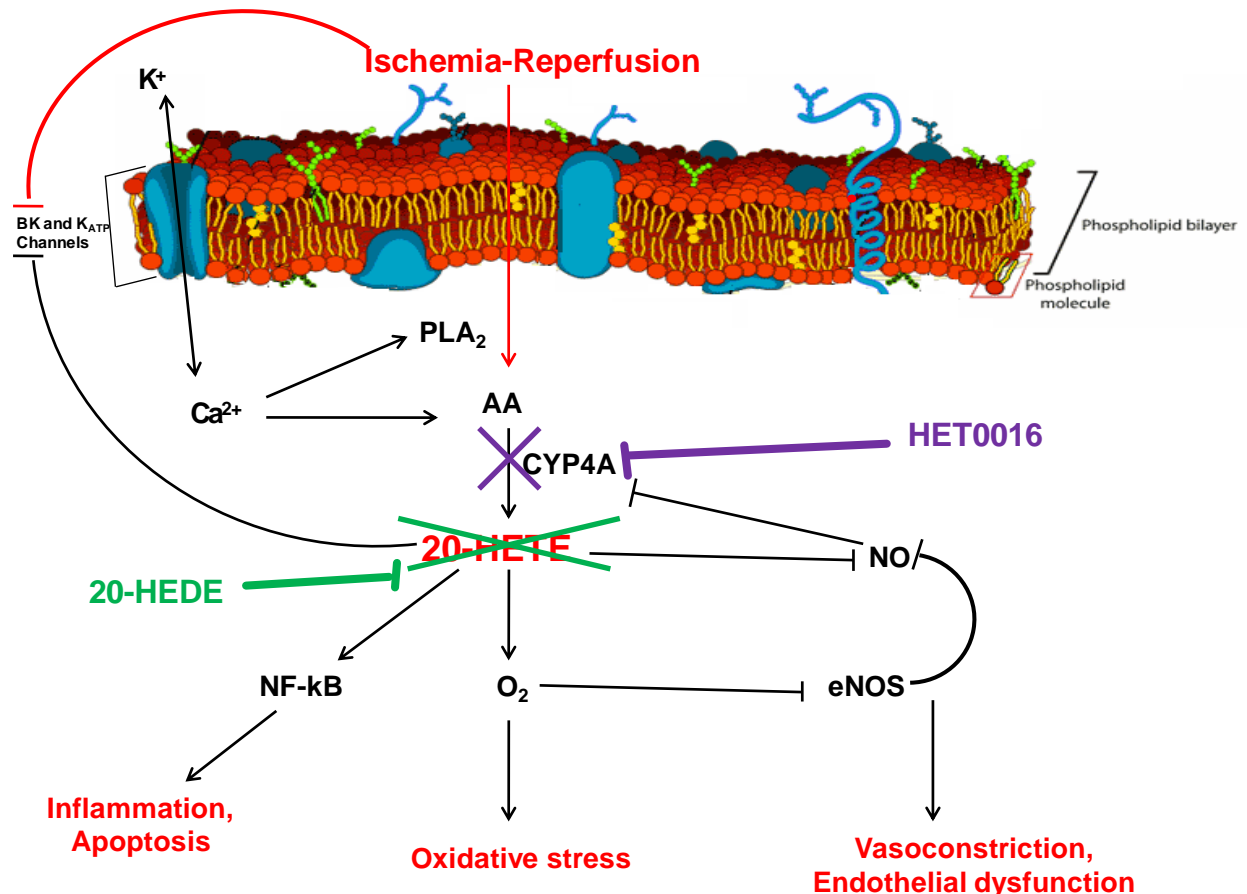 Ischemia-Reperfusion
K⁺
BK and K_ATP
Channels
Phospholipid bilayer
Phospholipid
molecule
PLA₂
Ca²⁺
AA
HET0016
CYP4A
20-HETE
NO
20-HEDE
NF-kB
O₂
eNOS
Inflammation,
Apoptosis
Oxidative stress
Vasoconstriction,
Endothelial dysfunction